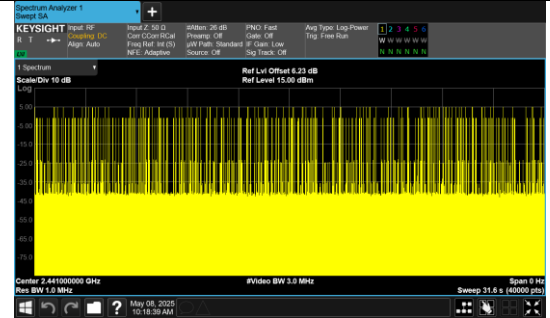 Spectrum Analyzer 1
Swept SA
+
KEYSIGHT Input: RF Input Z: 50 Ω #Atten: 26 dB PNO: Fast Avg Type: Log-Power 1 2 3 4 5 6
R T Coupling: DC Corr CCorr RCal Preamp: Off Gate: Off Trig: Free Run W W W W W W
Align: Auto Freq Ref: Int (S) µW Path: Standard IF Gain: Low
NFE: Adaptive Source: Off Sig Track: Off N N N N N N
1 Spectrum
Ref Lvl Offset 6.23 dB
Scale/Div 10 dB Ref Level 15.00 dBm
Log
5.00
-5.00
-15.0
-25.0
-35.0
-45.0
-55.0
-65.0
-75.0
Center 2.441000000 GHz #Video BW 3.0 MHz Span 0 Hz
Res BW 1.0 MHz Sweep 31.6 s (40000 pts)
? May 08, 2025
10:18:39 AM